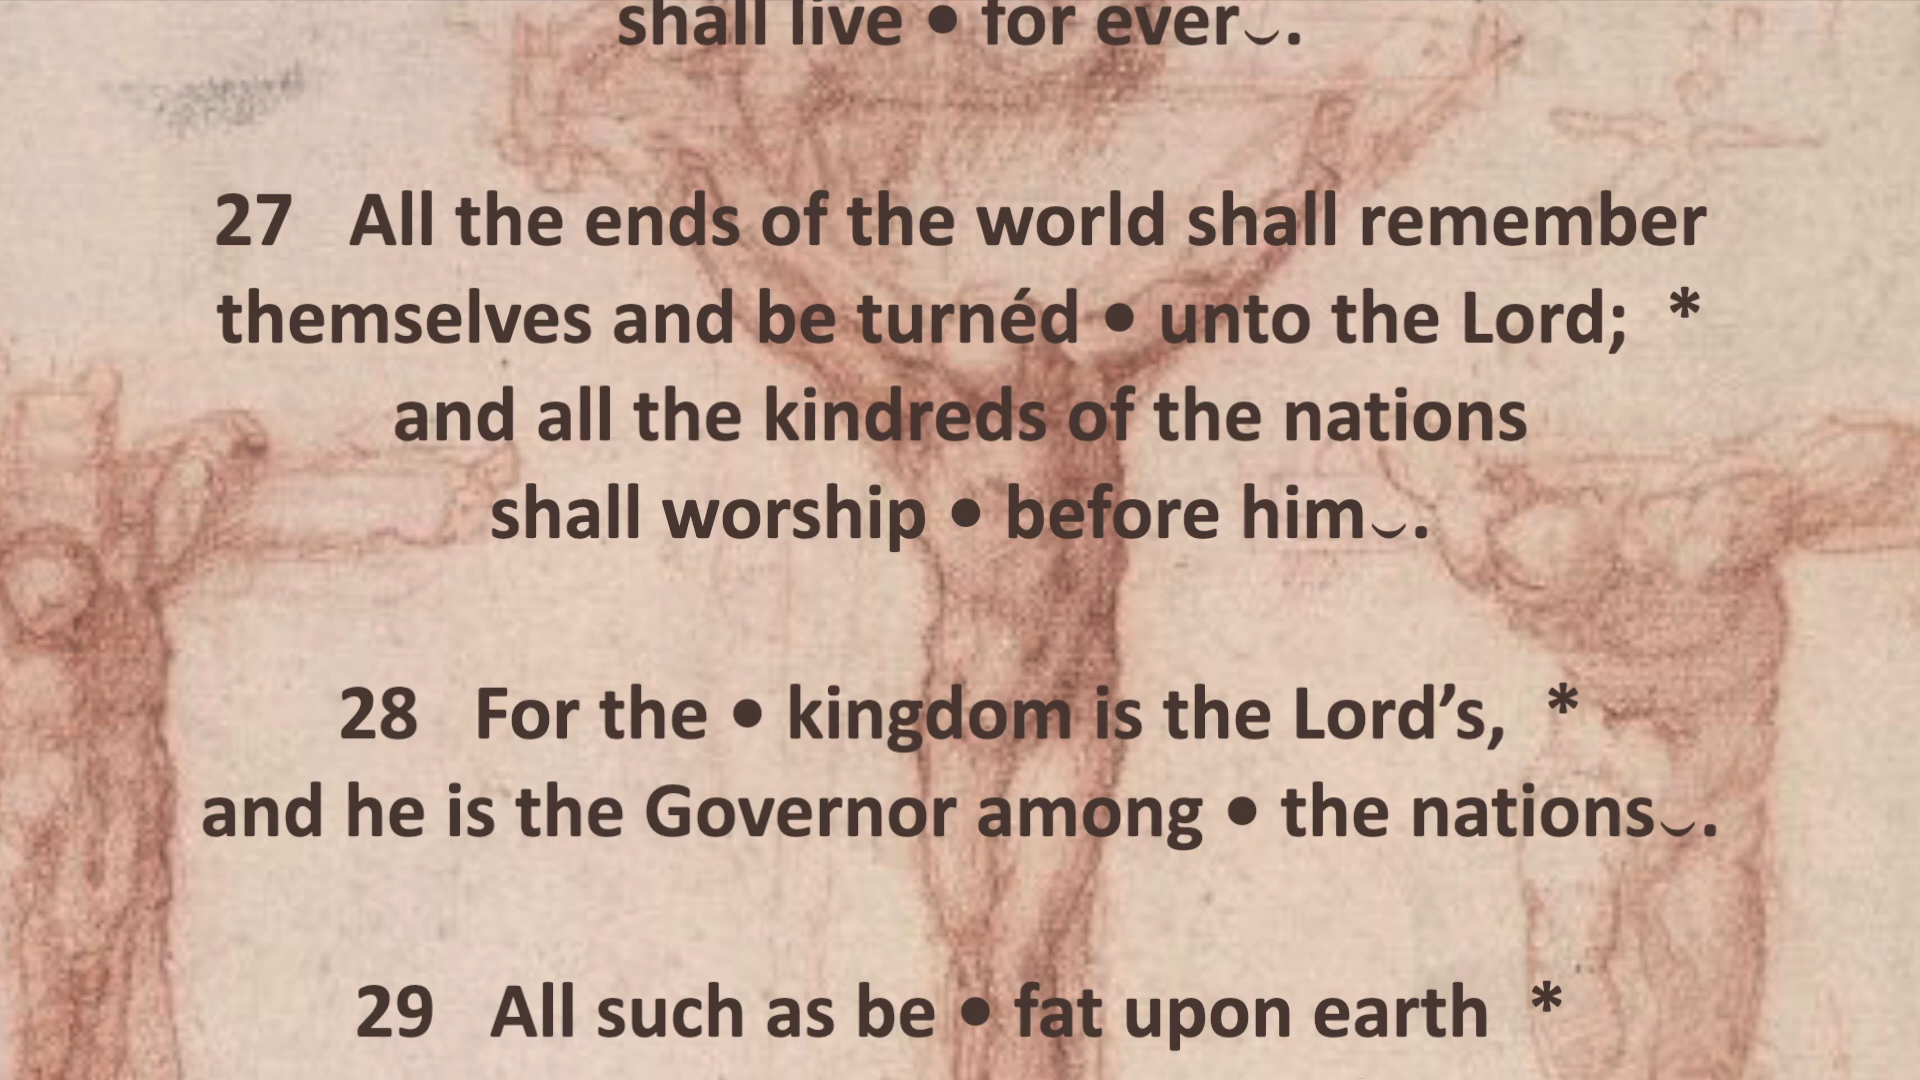 shall live • for ever⏑.
27 All the ends of the world shall remember
themselves and be turnéd • unto the Lord; *
and all the kindreds of the nations
shall worship • before him⏑.
28 For the • kingdom is the Lord’s, *
and he is the Governor among • the nations⏑.
29 All such as be • fat upon earth *